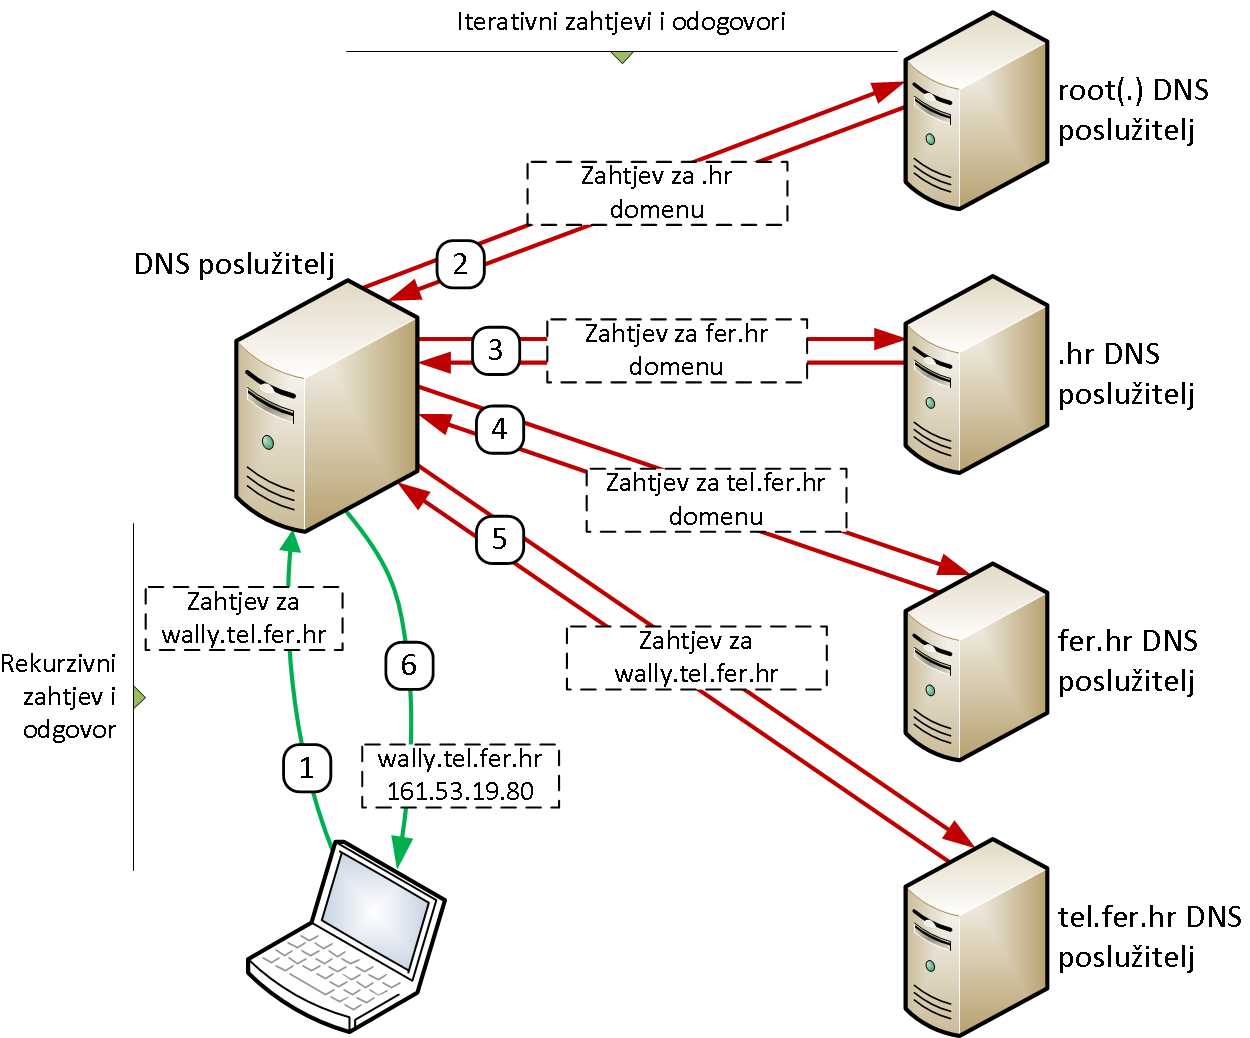 Iterativni zahtjevi i odogovori
root(.) DNS
poslužitelj
Zahtjev za .hr
domenu
DNS poslužitelj
2
3
Zahtjev za fer.hr
domenu
.hr DNS
poslužitelj
4
Zahtjev za tel.fer.hr
domenu
5
Zahtjev za
wally.tel.fer.hr
Zahtjev za
wally.tel.fer.hr
fer.hr DNS
poslužitelj
Rekurzivni
zahtjev i
odgovor
6
1
wally.tel.fer.hr
161.53.19.80
tel.fer.hr DNS
poslužitelj